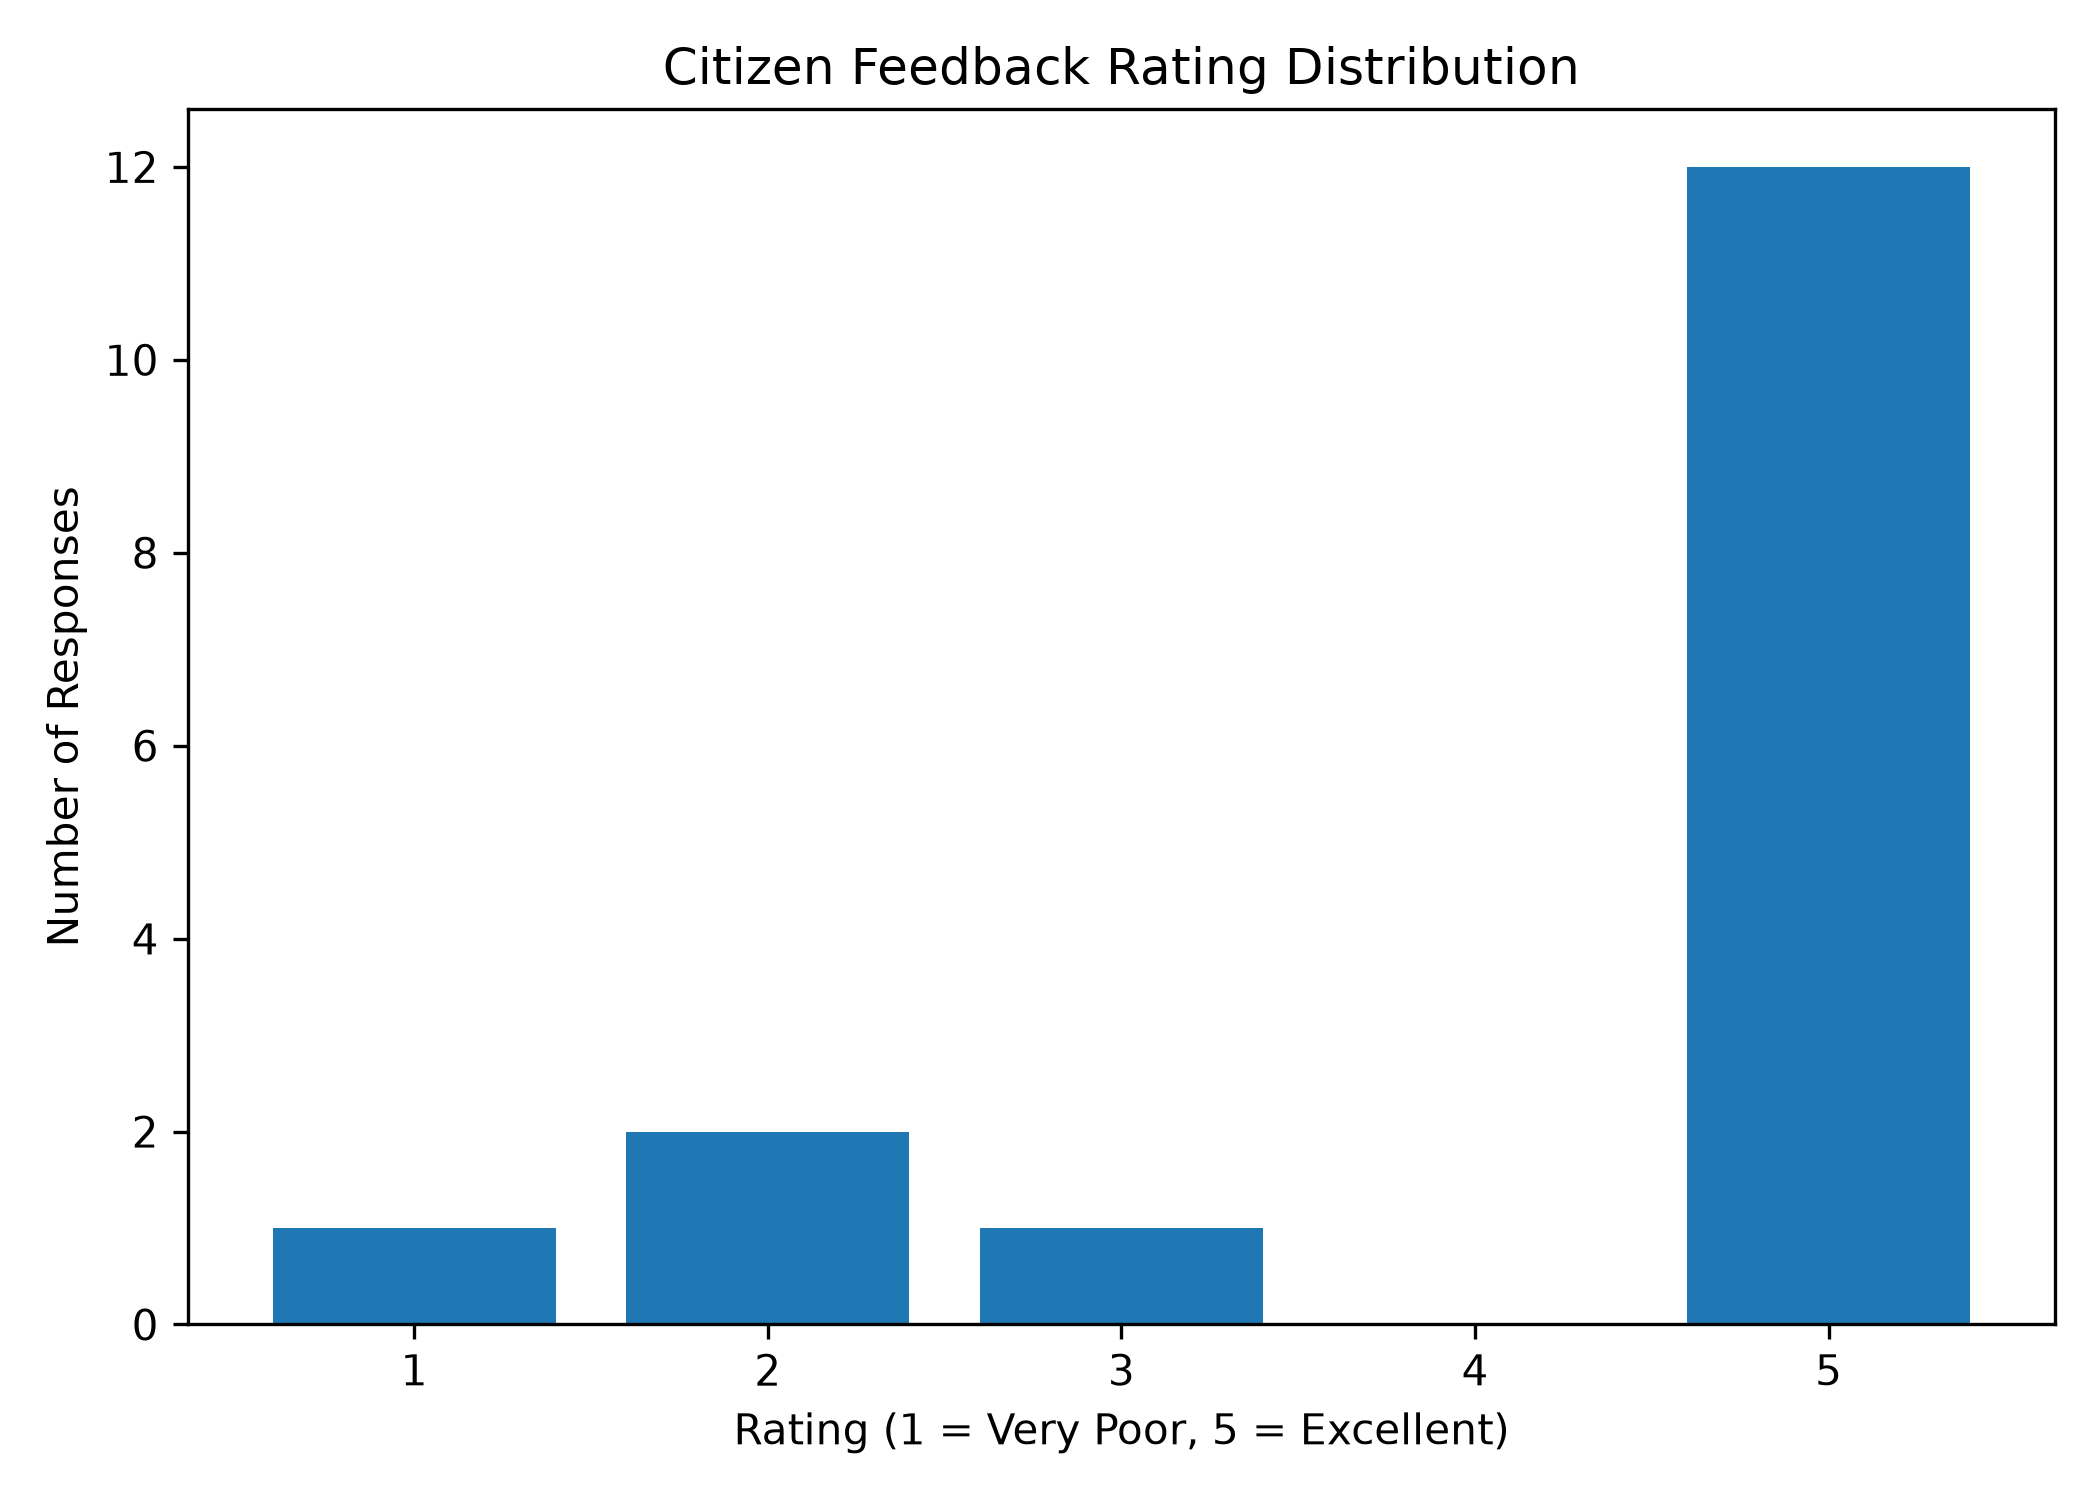 Citizen Feedback Rating Distribution
Number of Responses
12
10
8
6
4
2
0
1 2 3 4 5
Rating (1 = Very Poor, 5 = Excellent)